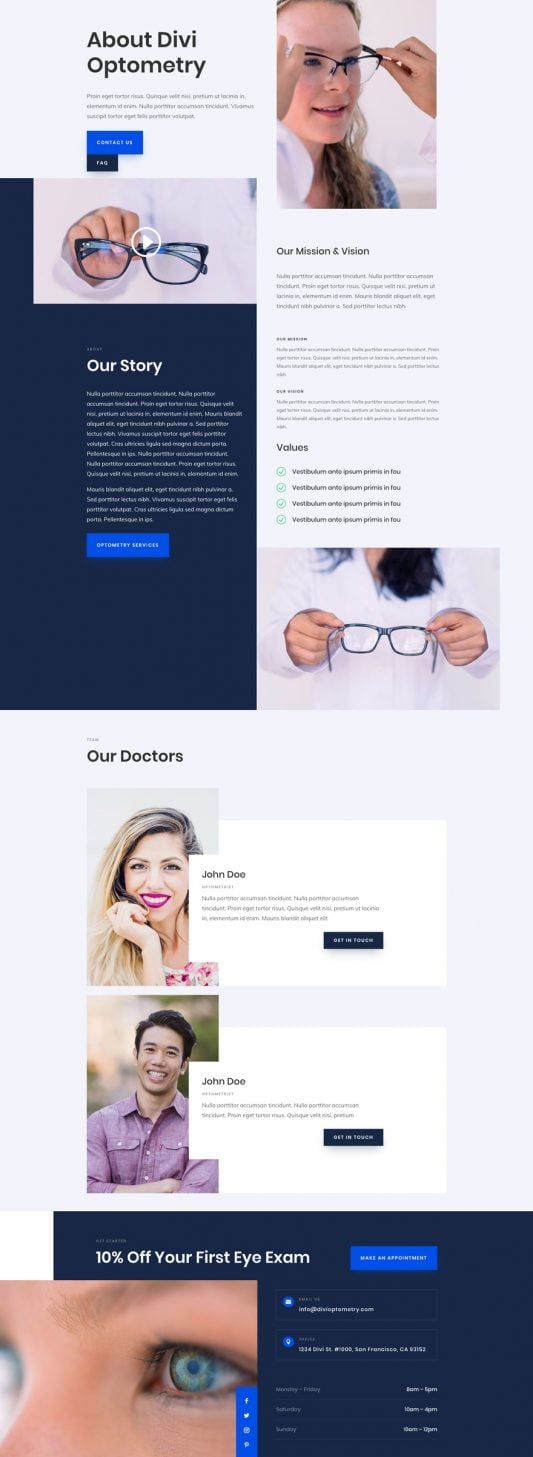 About Divi
Optometry
Proin eget tortor risus. Quisque velit nisi, pretium ut lacinia in,
elementum id enim. Nulla porttitor accumsan tincidunt. Vivamus
suscipit tortor eget felis porttitor volutpat.
CONTACT US
FAQ
Our Mission & Vision
Nulla porttitor accumsan tincidunt. Nulla porttitor accumsan
tincidunt. Proin eget tortor risus. Quisque velit nisi, pretium ut
lacinia in, elementum id enim. Mauris blandit aliquet elit, eget
tincidunt nibh pulvinar a. Sed porttitor lectus nibh.
OUR MISSION
Nulla porttitor accumsan tincidunt. Nulla porttitor accumsan tincidunt. Proin
eget tortor risus. Quisque velit nisi, pretium ut lacinia in, elementum id enim.
Mauris blandit aliquet elit, eget tincidunt nibh pulvinar a. Sed porttitor lectus
nibh.
OUR VISION
Nulla porttitor accumsan tincidunt. Nulla porttitor accumsan tincidunt. Proin
eget tortor risus. Quisque velit nisi, pretium ut lacinia in, elementum id enim.
Mauris blandit aliquet elit, eget tincidunt nibh pulvinar a. Sed porttitor lectus
nibh.
Values
Vestibulum ante ipsum primis in fau
Vestibulum ante ipsum primis in fau
Vestibulum ante ipsum primis in fau
Vestibulum ante ipsum primis in fau
ABOUT
Our Story
Nulla porttitor accumsan tincidunt. Nulla porttitor
accumsan tincidunt. Proin eget tortor risus. Quisque velit
nisi, pretium ut lacinia in, elementum id enim. Mauris blandit
aliquet elit, eget tincidunt nibh pulvinar a. Sed porttitor
lectus nibh. Vivamus suscipit tortor eget felis porttitor
volutpat. Cras ultricies ligula sed magna dictum porta.
Pellentesque in ips. Nulla porttitor accumsan tincidunt.
Nulla porttitor accumsan tincidunt. Proin eget tortor risus.
Quisque velit nisi, pretium ut lacinia in, elementum id enim.
Mauris blandit aliquet elit, eget tincidunt nibh pulvinar a.
Sed porttitor lectus nibh. Vivamus suscipit tortor eget felis
porttitor volutpat. Cras ultricies ligula sed magna dictum
porta. Pellentesque in ips.
OPTOMETRY SERVICES
TEAM
Our Doctors
John Doe
OPTOMETRIST
Nulla porttitor accumsan tincidunt. Nulla porttitor accumsan
tincidunt. Proin eget tortor risus. Quisque velit nisi, pretium ut lacinia
in, elementum id enim. Mauris blandit aliquet elit
GET IN TOUCH
John Doe
OPTOMETRIST
Nulla porttitor accumsan tincidunt. Nulla porttitor accumsan
tincidunt. Proin eget tortor risus. Quisque velit nisi, pretium
GET IN TOUCH
GET STARTED
10% Off Your First Eye Exam
MAKE AN APPOINTMENT
EMAIL US
info@divioptometry.com
OFFICE
1234 Divi St. #1000, San Francisco, CA 93152
Monday – Friday 8am – 5pm
Saturday 10am – 4pm
Sunday 10am – 12pm